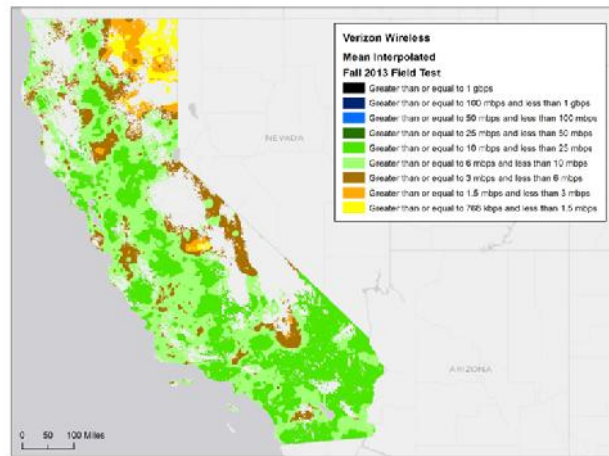 Verizon Wireless
Mean Interpolated
Fall 2013 Field Test
Greater than or equal to 1 gbps
Greater than or equal to 100 mbps and less than 1 gbps
Greater than or equal to 50 mbps and less than 100 mbps
Greater than or equal to 25 mbps and less than 50 mbps
Greater than or equal to 10 mbps and less than 25 mbps
Greater than or equal to 6 mbps and less than 10 mbps
Greater than or equal to 3 mbps and less than 6 mbps
Greater than or equal to 1.5 mbps and less than 3 mbps
Greater than or equal to 768 kbps and less than 1.5 mbps
NEVADA
ARIZONA
0 50 100 Miles